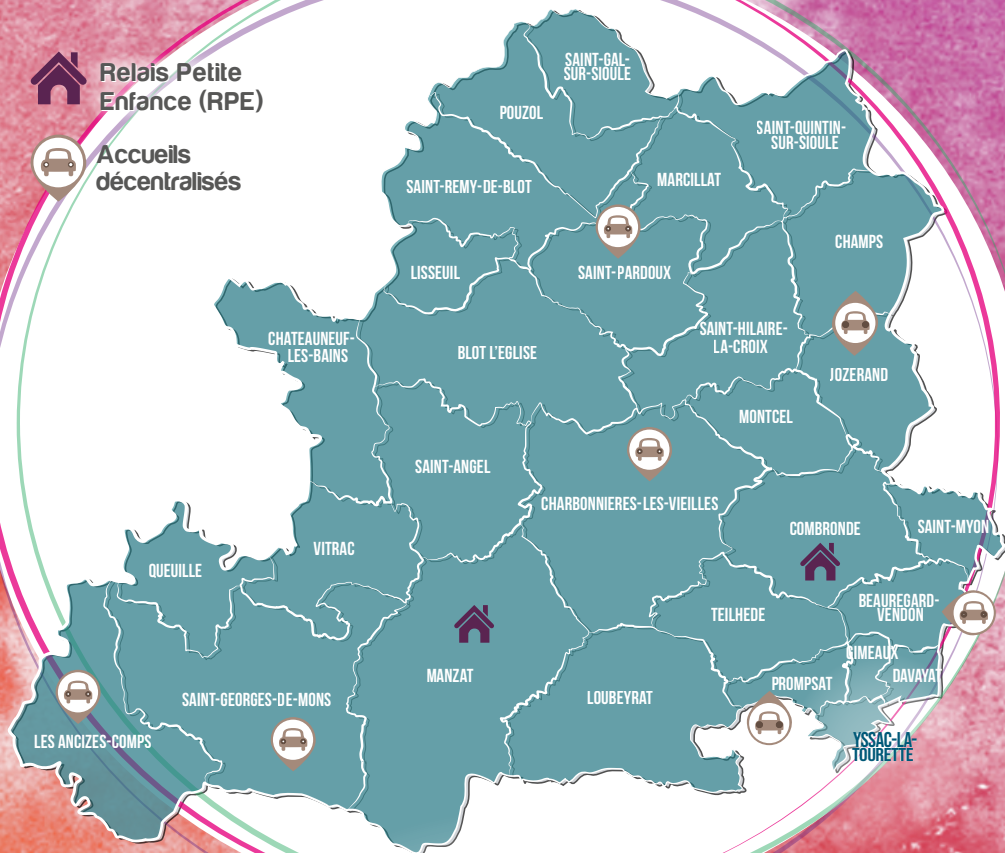 Relais Petite
Enfance (RPE)
Accueils
décentralisés
SAINT-GAL-
SUR-SIOULE
POUZOL
SAINT-QUINTIN-
SUR-SIOULE
SAINT-REMY-DE-BLOT
MARCILLAT
CHAMPS
LISSEUIL
SAINT-PARDOUX
CHATEAUNEUF-
LES-BAINS
BLOT L'EGLISE
SAINT-HILAIRE-
LA-CROIX
JOZERAND
MONTCEL
SAINT-ANGEL
CHARBONNIERES-LES-VIEILLES
COMBRONDE
SAINT-MYON
VITRAC
QUEUILLE
BEAUREGARD-
VENDON
TEILHEDE
GIMEAUX
MANZAT
PROMPSAT
DAVAYAT
SAINT-GEORGES-DE-MONS
LOUBEYRAT
LES ANCIZES-COMPS
YSSAC-LA-
TOURETTE